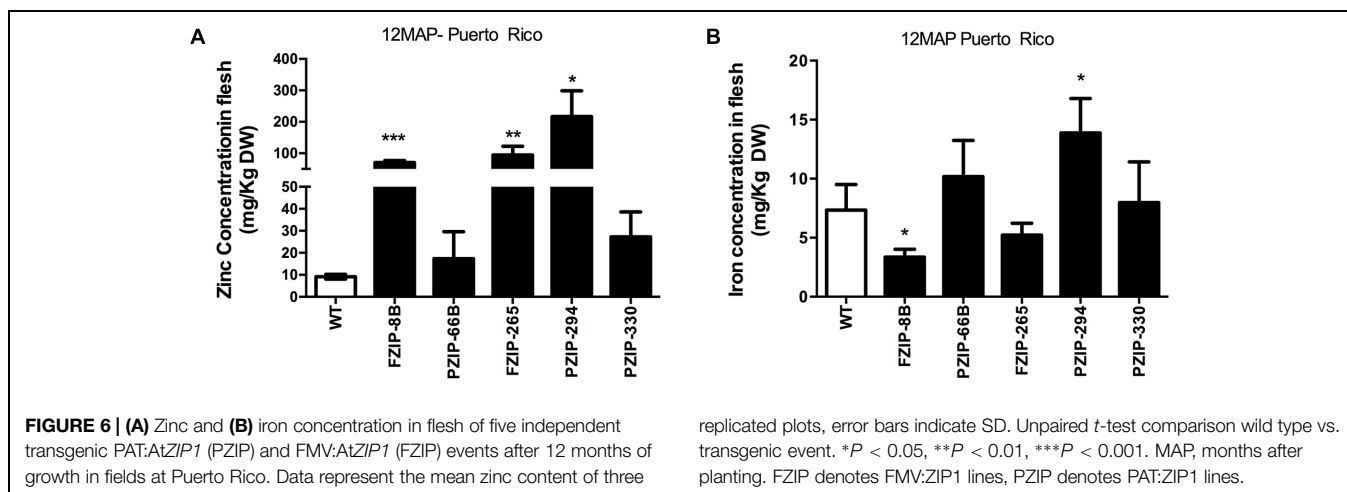 A
12MAP- Puerto Rico
Zinc Concentrationin flesh
(mg/Kg DW)
400
300
200
100
50
40
30
20
10
0
***
**
*
WT
FZIP-8B
PZIP-66B
FZIP-265
PZIP-294
PZIP-330
B
12MAP Puerto Rico
Iron concentration in flesh
(mg/Kg DW)
20
15
10
5
0
*
*
WT
FZIP-8B
PZIP-66B
FZIP-265
PZIP-294
PZIP-330
FIGURE 6 | (A) Zinc and (B) iron concentration in flesh of five independent
transgenic PAT:AtZIP1 (PZIP) and FMV:AtZIP1 (FZIP) events after 12 months of
growth in fields at Puerto Rico. Data represent the mean zinc content of three
replicated plots, error bars indicate SD. Unpaired t-test comparison wild type vs.
transgenic event. *P < 0.05, **P < 0.01, ***P < 0.001. MAP, months after
planting. FZIP denotes FMV:ZIP1 lines, PZIP denotes PAT:ZIP1 lines.